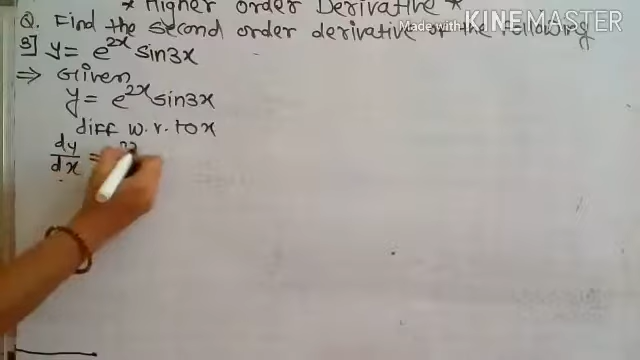 * Higher order Derivative *
Made with KINEMASTER
Q. Find the second order derivative of the following
3] y = e^2x sin3x
⇒ Given
y = e^2x sin3x
diff w.r. to x
dy/dx =